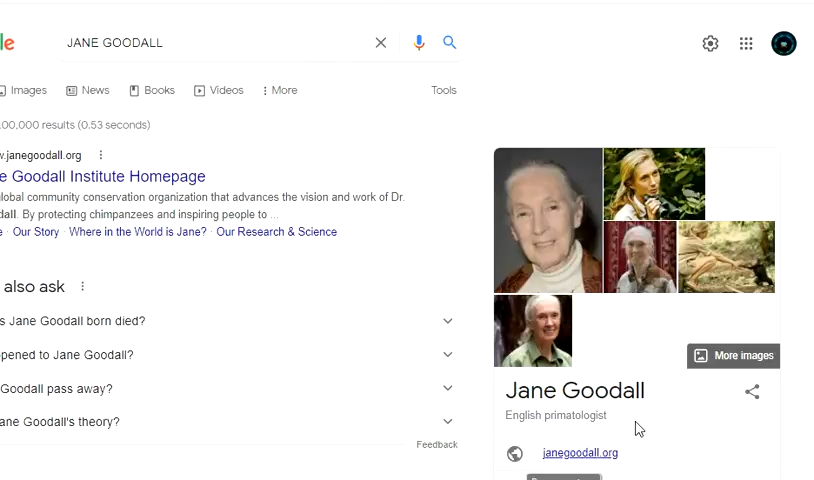 le
JANE GOODALL
Images
News
Books
Videos
More
Tools
00,000 results (0.53 seconds)
w.janegoodall.org
e Goodall Institute Homepage
lobal community conservation organization that advances the vision and work of Dr.
dall. By protecting chimpanzees and inspiring people to ...
e · Our Story · Where in the World is Jane? · Our Research & Science
also ask
s Jane Goodall born died?
pened to Jane Goodall?
Goodall pass away?
ane Goodall's theory?
Feedback
More images
Jane Goodall
English primatologist
janegoodall.org